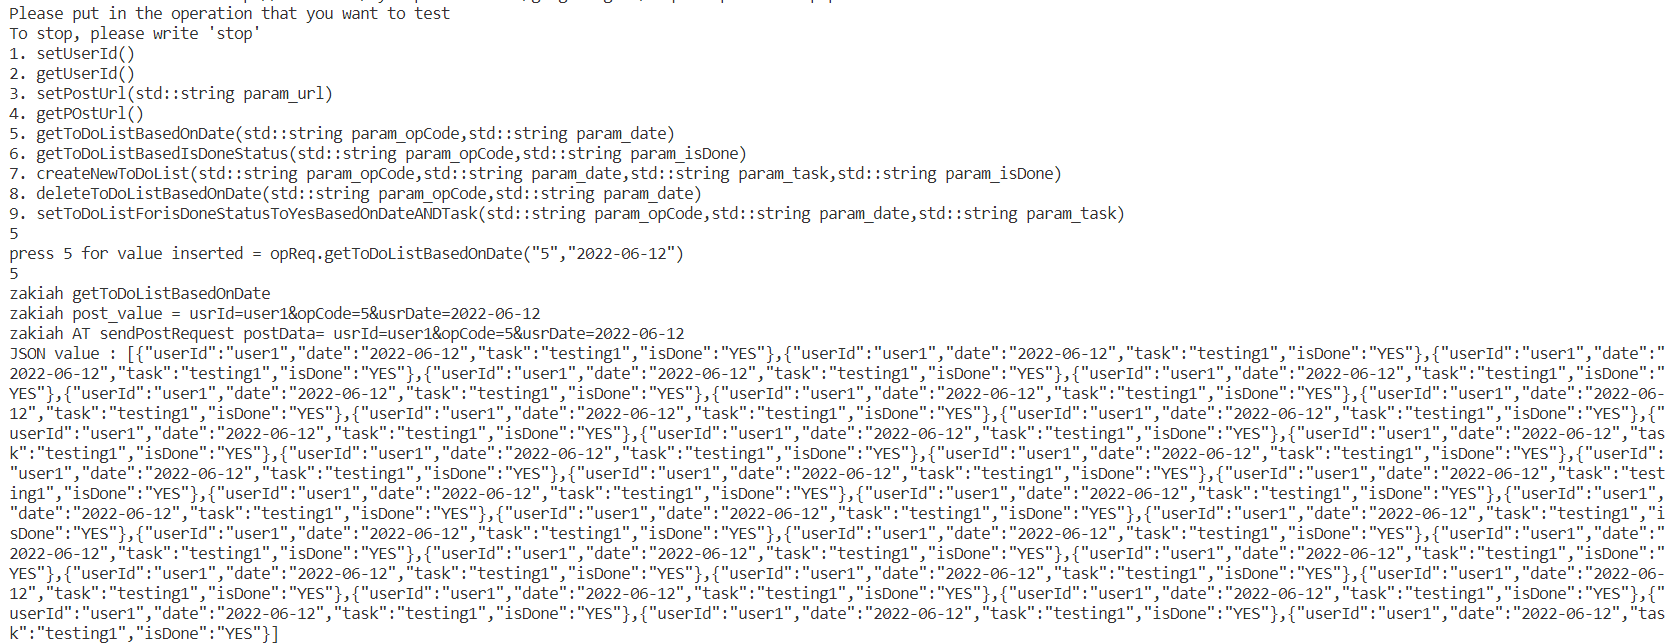 Please put in the operation that you want to test
To stop, please write 'stop'
1. setUserId()
2. getUserId()
3. setPostUrl(std::string param_url)
4. getPOstUrl()
5. getToDoListBasedOnDate(std::string param_opCode,std::string param_date)
6. getToDoListBasedIsDoneStatus(std::string param_opCode,std::string param_isDone)
7. createNewToDoList(std::string param_opCode,std::string param_date,std::string param_task,std::string param_isDone)
8. deleteToDoListBasedOnDate(std::string param_opCode,std::string param_date)
9. setToDoListForisDoneStatusToYesBasedOnDateANDTask(std::string param_opCode,std::string param_date,std::string param_task)
5
press 5 for value inserted = opReq.getToDoListBasedOnDate("5","2022-06-12")
5
zakiah getToDoListBasedOnDate
zakiah post_value = usrId=user1&opCode=5&usrDate=2022-06-12
zakiah AT sendPostRequest postData= usrId=user1&opCode=5&usrDate=2022-06-12
JSON value : [{"userId":"user1","date":"2022-06-12","task":"testing1","isDone":"YES"},{"userId":"user1","date":"2022-06-12","task":"testing1","isDone":"YES"},{"userId":"user1","date":"
2022-06-12","task":"testing1","isDone":"YES"},{"userId":"user1","date":"2022-06-12","task":"testing1","isDone":"YES"},{"userId":"user1","date":"2022-06-12","task":"testing1","isDone":"
YES"},{"userId":"user1","date":"2022-06-12","task":"testing1","isDone":"YES"},{"userId":"user1","date":"2022-06-12","task":"testing1","isDone":"YES"},{"userId":"user1","date":"2022-06-
12","task":"testing1","isDone":"YES"},{"userId":"user1","date":"2022-06-12","task":"testing1","isDone":"YES"},{"userId":"user1","date":"2022-06-12","task":"testing1","isDone":"YES"},{"
userId":"user1","date":"2022-06-12","task":"testing1","isDone":"YES"},{"userId":"user1","date":"2022-06-12","task":"testing1","isDone":"YES"},{"userId":"user1","date":"2022-06-12","tas
k":"testing1","isDone":"YES"},{"userId":"user1","date":"2022-06-12","task":"testing1","isDone":"YES"},{"userId":"user1","date":"2022-06-12","task":"testing1","isDone":"YES"},{"userId":
"user1","date":"2022-06-12","task":"testing1","isDone":"YES"},{"userId":"user1","date":"2022-06-12","task":"testing1","isDone":"YES"},{"userId":"user1","date":"2022-06-12","task":"test
ing1","isDone":"YES"},{"userId":"user1","date":"2022-06-12","task":"testing1","isDone":"YES"},{"userId":"user1","date":"2022-06-12","task":"testing1","isDone":"YES"},{"userId":"user1",
"date":"2022-06-12","task":"testing1","isDone":"YES"},{"userId":"user1","date":"2022-06-12","task":"testing1","isDone":"YES"},{"userId":"user1","date":"2022-06-12","task":"testing1","i
sDone":"YES"},{"userId":"user1","date":"2022-06-12","task":"testing1","isDone":"YES"},{"userId":"user1","date":"2022-06-12","task":"testing1","isDone":"YES"},{"userId":"user1","date":"
2022-06-12","task":"testing1","isDone":"YES"},{"userId":"user1","date":"2022-06-12","task":"testing1","isDone":"YES"},{"userId":"user1","date":"2022-06-12","task":"testing1","isDone":"
YES"},{"userId":"user1","date":"2022-06-12","task":"testing1","isDone":"YES"},{"userId":"user1","date":"2022-06-12","task":"testing1","isDone":"YES"},{"userId":"user1","date":"2022-06-
12","task":"testing1","isDone":"YES"},{"userId":"user1","date":"2022-06-12","task":"testing1","isDone":"YES"},{"userId":"user1","date":"2022-06-12","task":"testing1","isDone":"YES"},{"
userId":"user1","date":"2022-06-12","task":"testing1","isDone":"YES"},{"userId":"user1","date":"2022-06-12","task":"testing1","isDone":"YES"},{"userId":"user1","date":"2022-06-12","tas
k":"testing1","isDone":"YES"}]